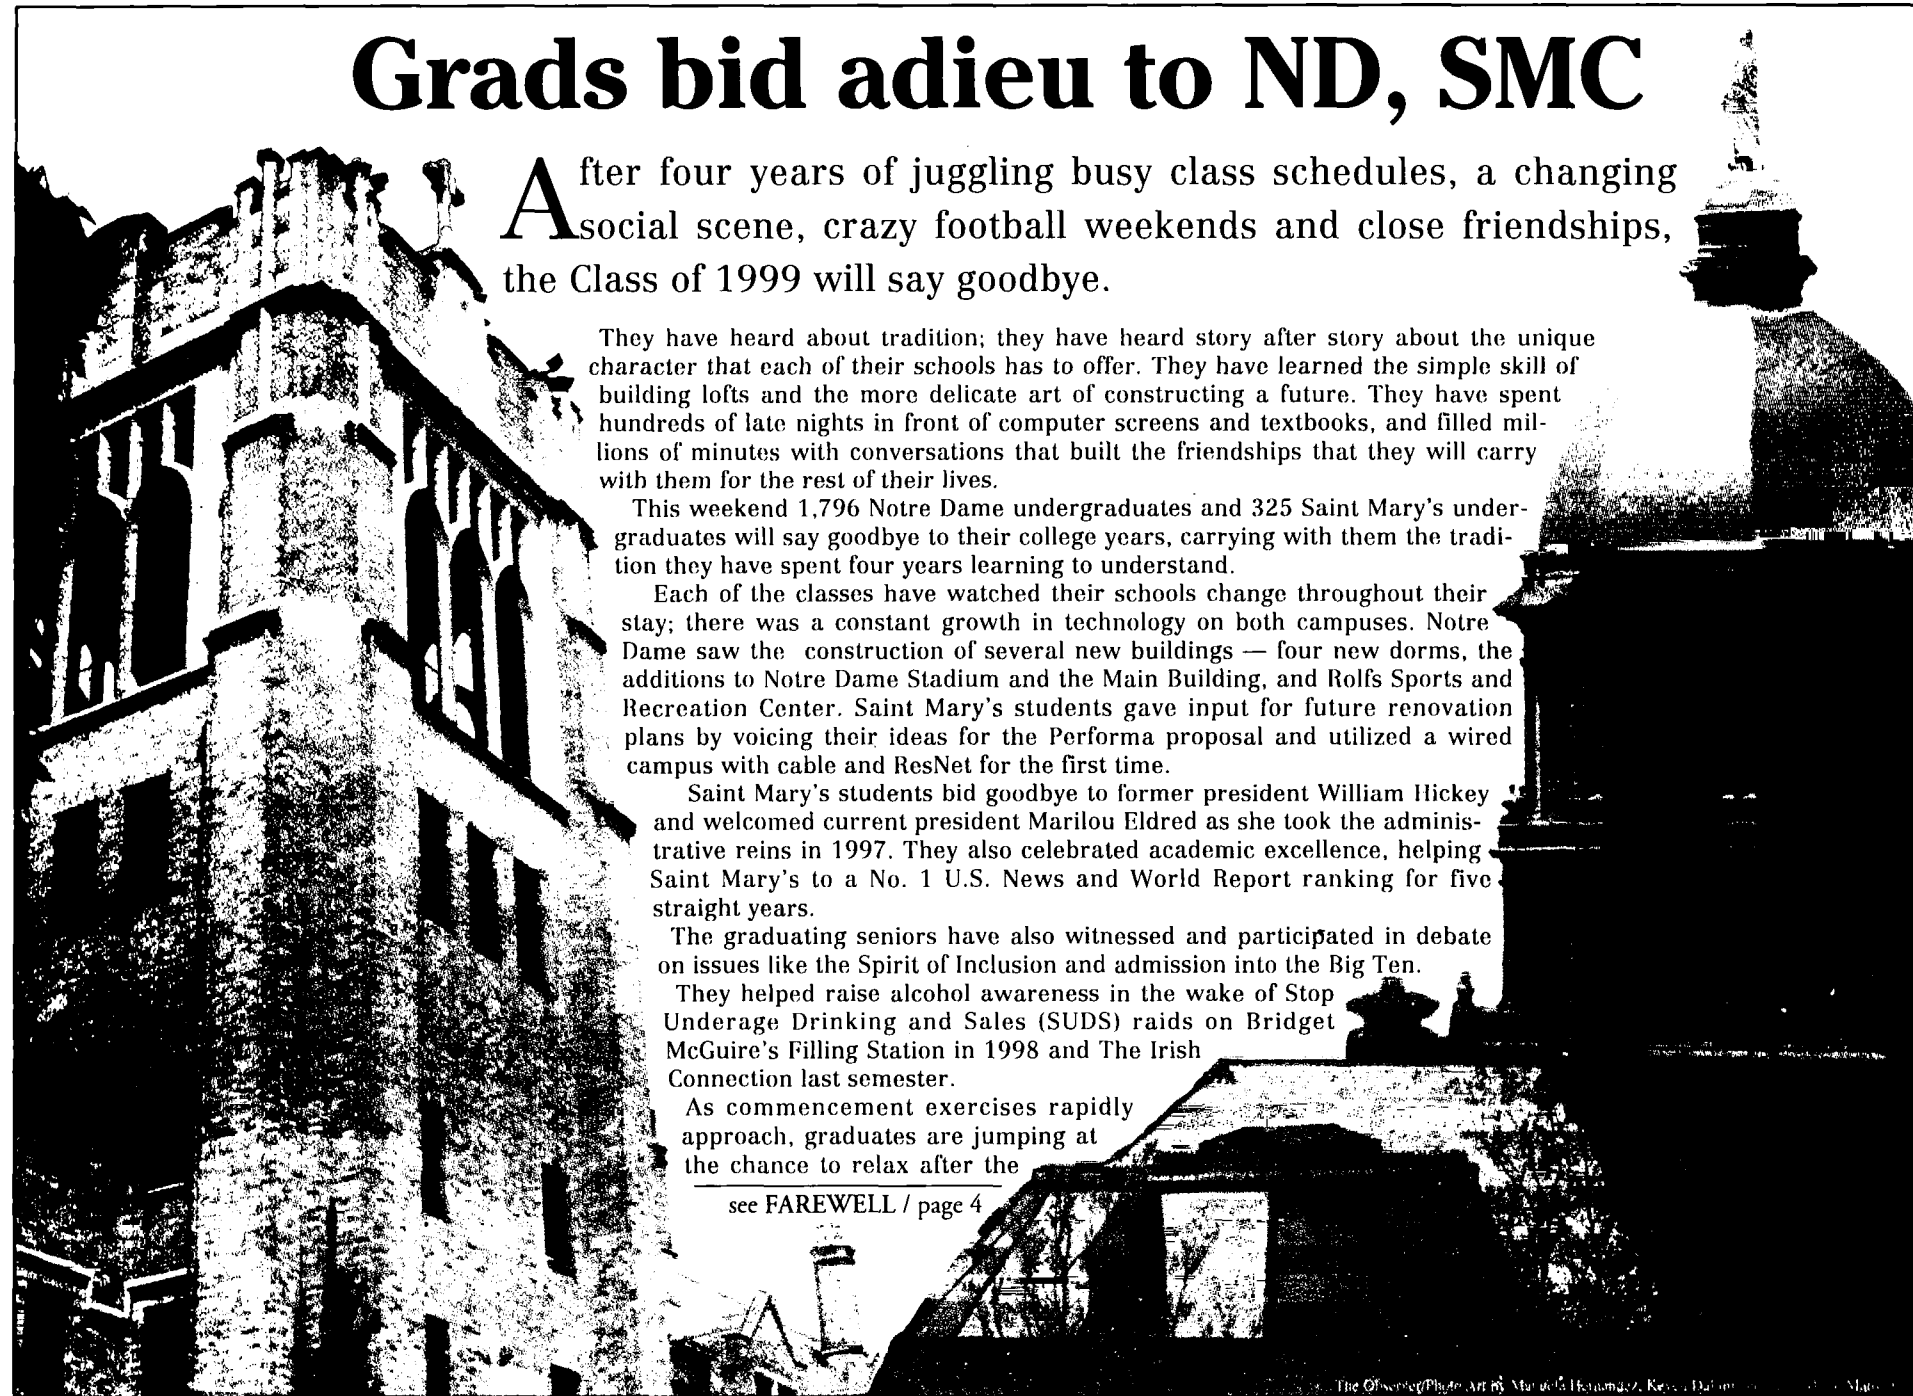 Grads bid adieu to ND, SMC
After four years of juggling busy class schedules, a changing
social scene, crazy football weekends and close friendships,
the Class of 1999 will say goodbye.
They have heard about tradition; they have heard story after story about the unique
character that each of their schools has to offer. They have learned the simple skill of
building lofts and the more delicate art of constructing a future. They have spent
hundreds of late nights in front of computer screens and textbooks, and filled mil-
lions of minutes with conversations that built the friendships that they will carry
with them for the rest of their lives.
This weekend 1,796 Notre Dame undergraduates and 325 Saint Mary's under-
graduates will say goodbye to their college years, carrying with them the tradi-
tion they have spent four years learning to understand.
Each of the classes have watched their schools change throughout their
stay; there was a constant growth in technology on both campuses. Notre
Dame saw the construction of several new buildings — four new dorms, the
additions to Notre Dame Stadium and the Main Building, and Rolfs Sports and
Recreation Center. Saint Mary's students gave input for future renovation
plans by voicing their ideas for the Performa proposal and utilized a wired
campus with cable and ResNet for the first time.
Saint Mary's students bid goodbye to former president William Hickey
and welcomed current president Marilou Eldred as she took the adminis-
trative reins in 1997. They also celebrated academic excellence, helping
Saint Mary's to a No. 1 U.S. News and World Report ranking for five
straight years.
The graduating seniors have also witnessed and participated in debate
on issues like the Spirit of Inclusion and admission into the Big Ten.
They helped raise alcohol awareness in the wake of Stop
Underage Drinking and Sales (SUDS) raids on Bridget
McGuire's Filling Station in 1998 and The Irish
Connection last semester.
As commencement exercises rapidly
approach, graduates are jumping at
the chance to relax after the
see FAREWELL / page 4
The Observer/Photo Art by